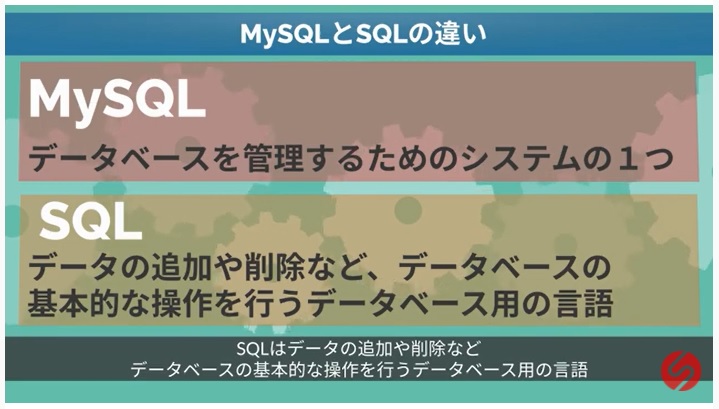 MySQLとSQLの違い
MySQL
データベースを管理するためのシステムの１つ
SQL
データの追加や削除など、データベースの
基本的な操作を行うデータベース用の言語
SQLはデータの追加や削除など
データベースの基本的な操作を行うデータベース用の言語